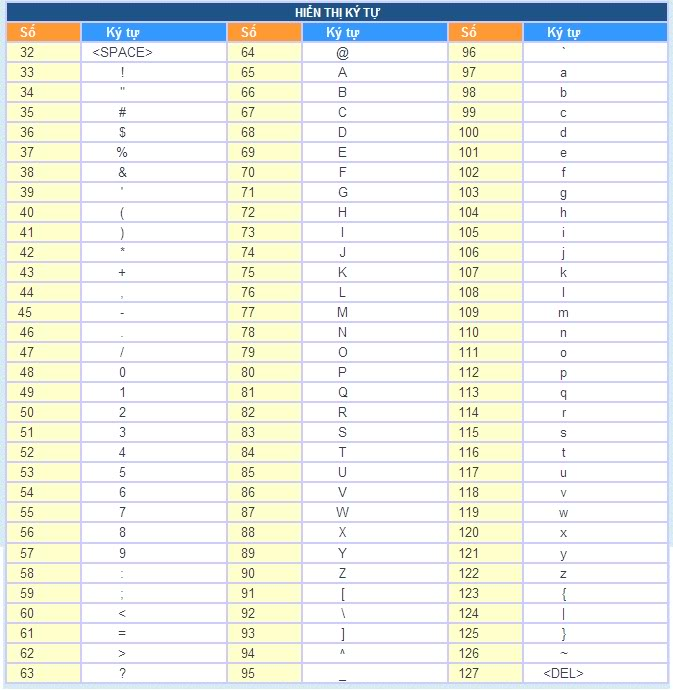 HIỂN THỊ KÝ TỰ
Số Ký tự Số Ký tự Số Ký tự
32 <SPACE> 64 @ 96 `
33 ! 65 A 97 a
34 " 66 B 98 b
35 # 67 C 99 c
36 $ 68 D 100 d
37 % 69 E 101 e
38 & 70 F 102 f
39 ' 71 G 103 g
40 ( 72 H 104 h
41 ) 73 I 105 i
42 * 74 J 106 j
43 + 75 K 107 k
44 , 76 L 108 l
45 - 77 M 109 m
46 . 78 N 110 n
47 / 79 O 111 o
48 0 80 P 112 p
49 1 81 Q 113 q
50 2 82 R 114 r
51 3 83 S 115 s
52 4 84 T 116 t
53 5 85 U 117 u
54 6 86 V 118 v
55 7 87 W 119 w
56 8 88 X 120 x
57 9 89 Y 121 y
58 : 90 Z 122 z
59 ; 91 [ 123 {
60 < 92 \ 124 |
61 = 93 ] 125 }
62 > 94 ^ 126 ~
63 ? 95 _ 127 <DEL>